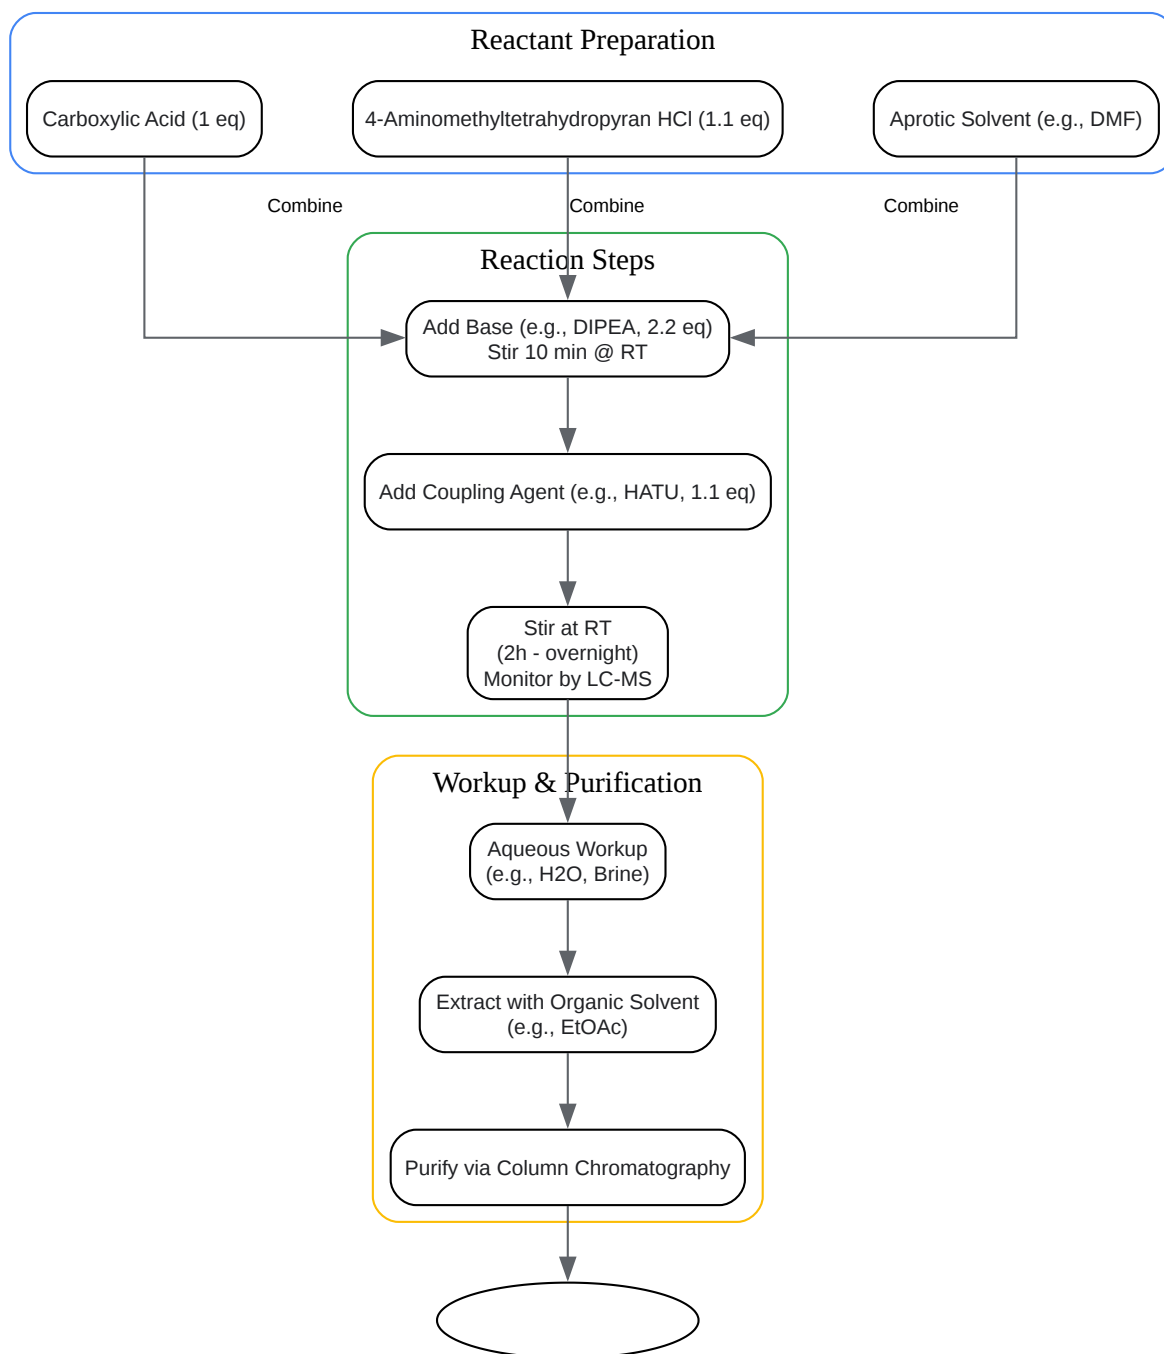 Reactant Preparation
Carboxylic Acid (1 eq)
4-Aminomethyltetrahydropyran HCl (1.1 eq)
Aprotic Solvent (e.g., DMF)
Combine
Combine
Combine
Reaction Steps
Add Base (e.g., DIPEA, 2.2 eq)
Stir 10 min @ RT
Add Coupling Agent (e.g., HATU, 1.1 eq)
Stir at RT
(2h - overnight)
Monitor by LC-MS
Workup & Purification
Aqueous Workup
(e.g., H2O, Brine)
Extract with Organic Solvent
(e.g., EtOAc)
Purify via Column Chromatography